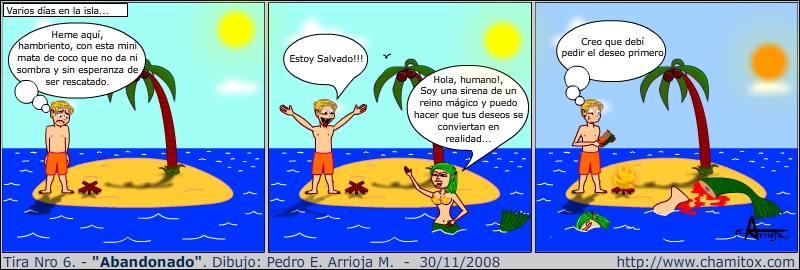 Varios días en la isla...
Heme aquí,
hambriento, con esta mini
mata de coco que no da ni
sombra y sin esperanza de
ser rescatado.
Estoy Salvado!!!
Hola, humano!,
Soy una sirena de un
reino mágico y puedo
hacer que tus deseos se
conviertan en
realidad...
Creo que debí
pedir el deseo primero
Arrioja
Tira Nro 6. - "Abandonado". Dibujo: Pedro E. Arrioja M. - 30/11/2008
http://www.chamitox.com